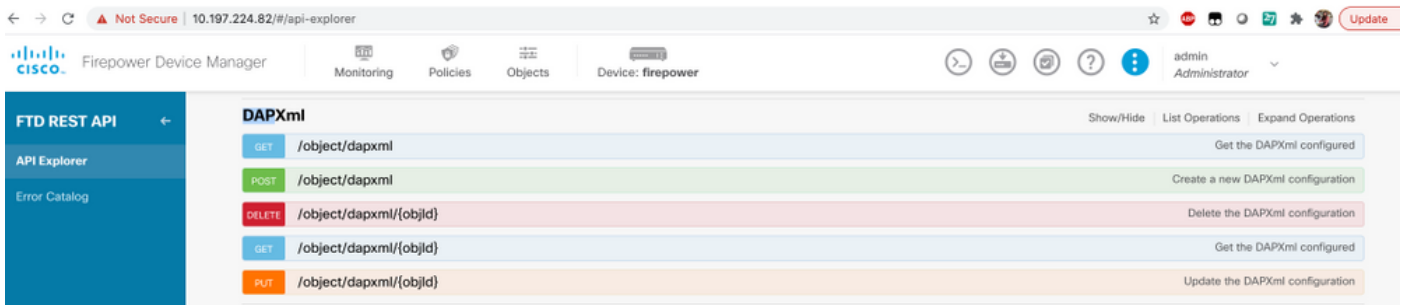 Not Secure | 10.197.224.82/#/api-explorer ABP 27 Update
CISCO Firepower Device Manager Monitoring Policies Objects Device: firepower admin
Administrator
FTD REST API DAPXml Show/Hide List Operations Expand Operations
GET /object/dapxml Get the DAPXml configured
API Explorer
POST /object/dapxml Create a new DAPXml configuration
Error Catalog
DELETE /object/dapxml/{objId} Delete the DAPXml configuration
GET /object/dapxml/{objId} Get the DAPXml configured
PUT /object/dapxml/{objId} Update the DAPXml configuration